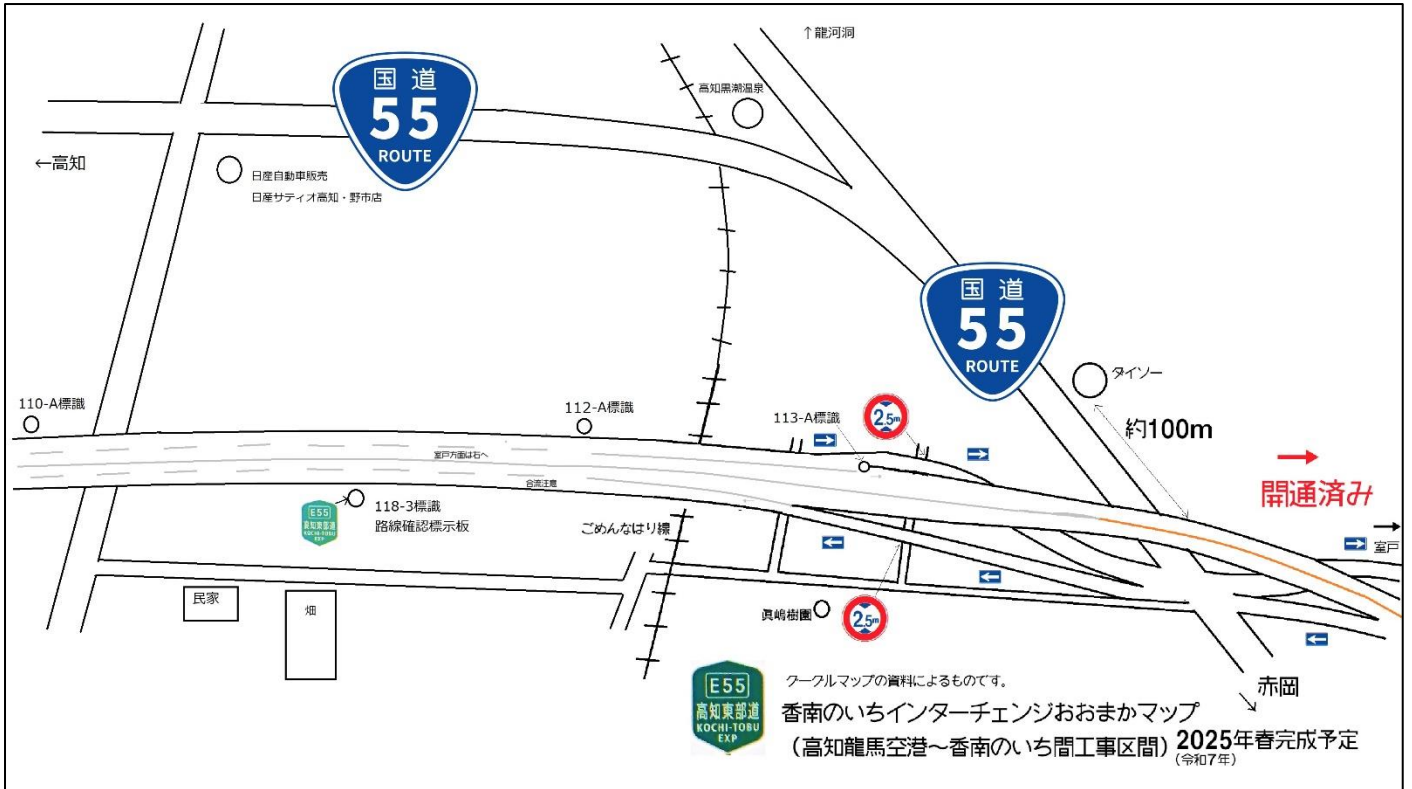 ↑龍河洞
国道
55
ROUTE
高知黒潮温泉
←高知
日産自動車販売
日産サティオ高知・野市店
国道
55
ROUTE
タイソー
約100m
→
開通済み
110-A標識
112-A標識
113-A標識
2.5m
室戸方面は右へ
合流注意
E55
高知東部道
KOCHI-TOBU
EXP
118-3標識
路線確認標示板
ごめんなはり線
→
室戸
民家
畑
眞嶋樹園
2.5m
赤岡
E55
高知東部道
KOCHI-TOBU
EXP
クークルマップの資料によるものです。
香南のいちインターチェンジおおまかマップ
(高知龍馬空港~香南のいち間工事区間)
2025年春完成予定
(令和7年)